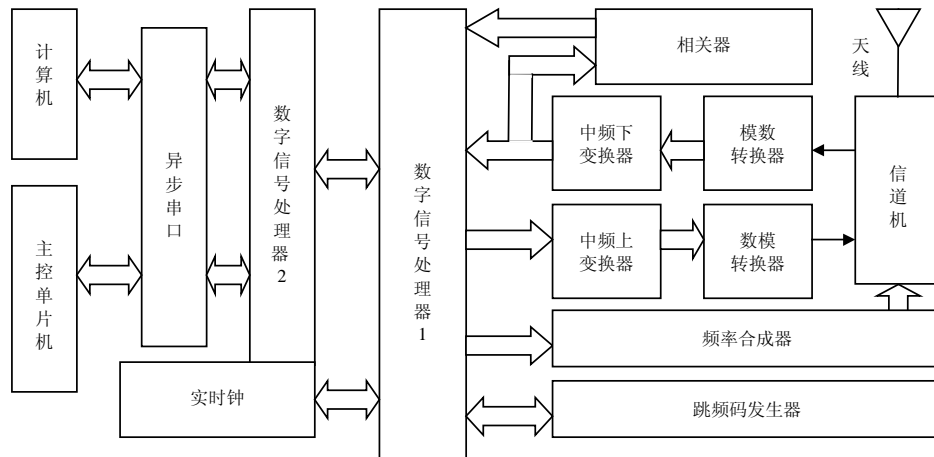 计算机
主控单片机
异步串口
数字信号处理器2
实时钟
数字信号处理器1
相关器
天线
中频下
变换器
模数
转换器
信道机
中频上
变换器
数模
转换器
频率合成器
跳频码发生器